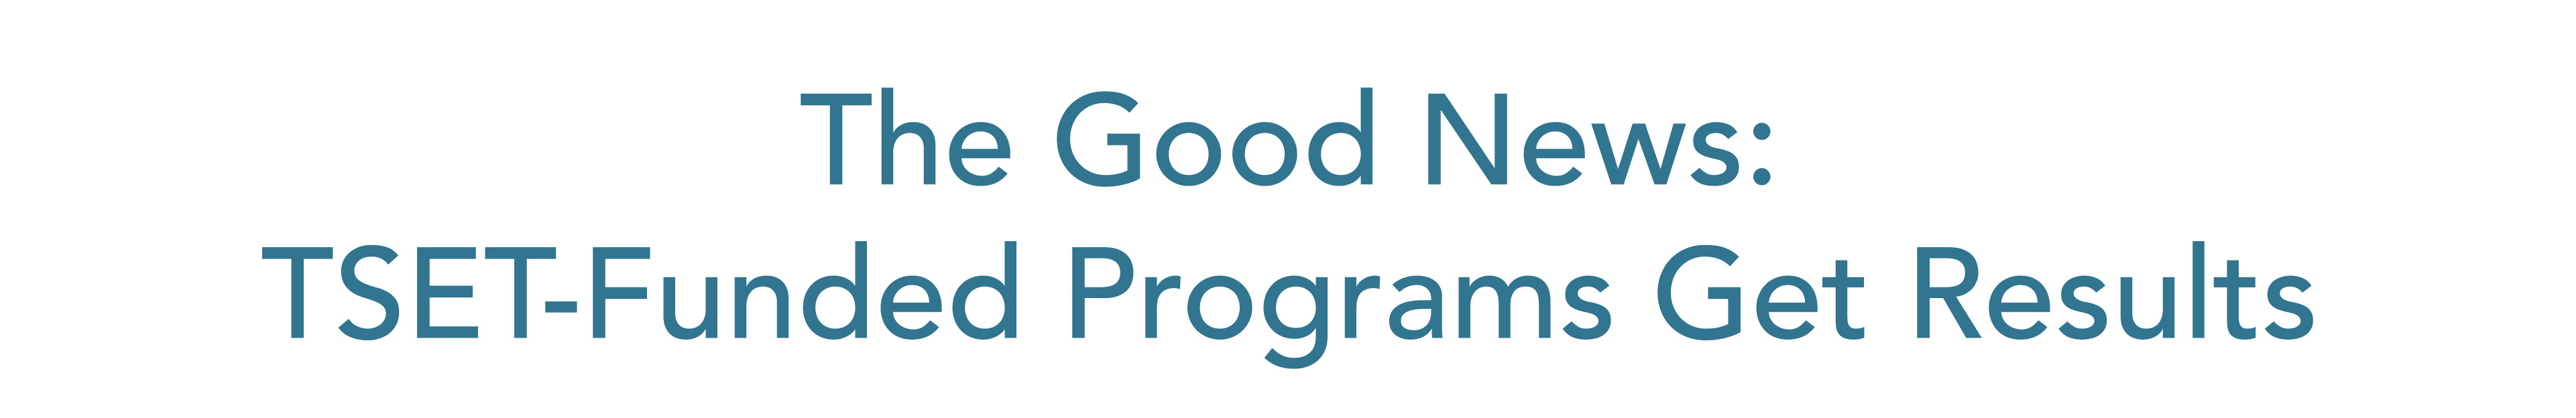 The Good News:
TSET-Funded Programs Get Results